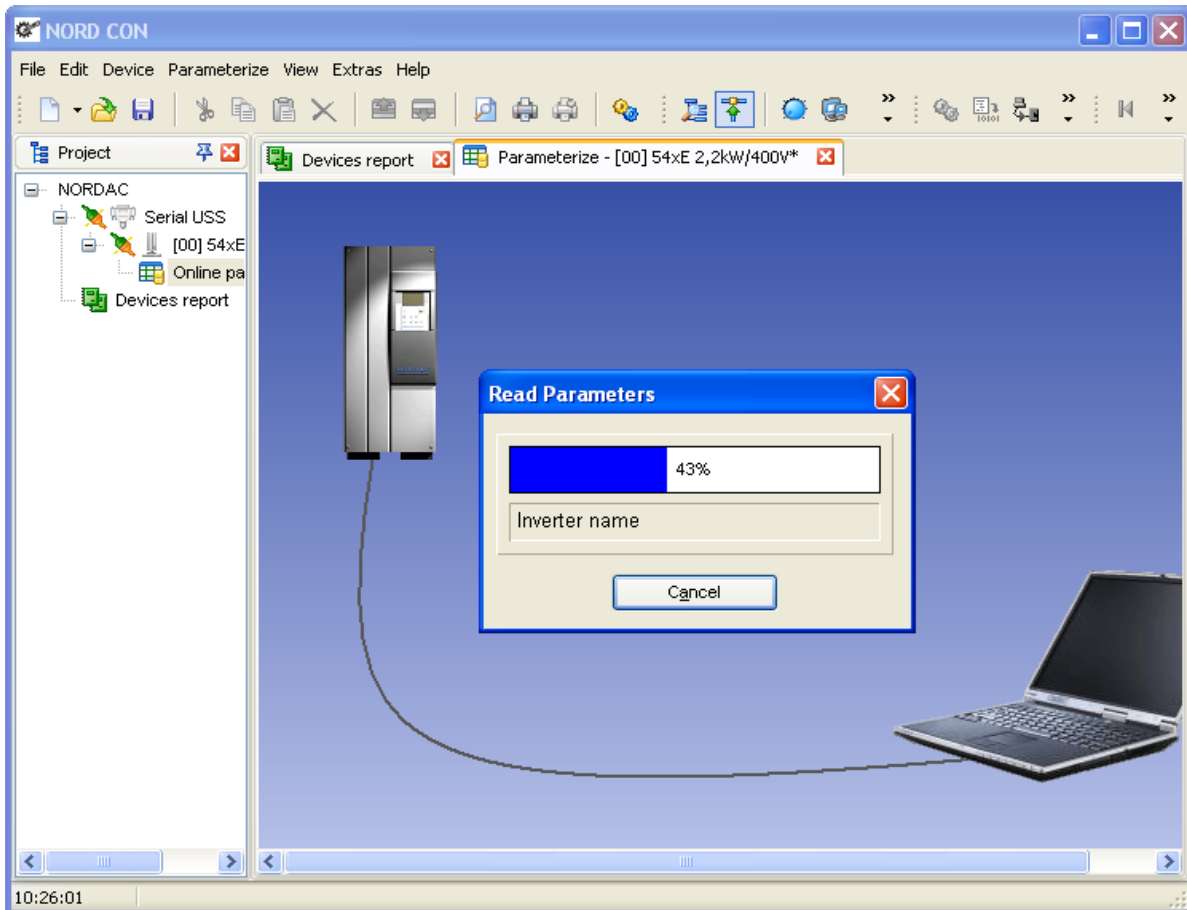 NORD CON
File Edit Device Parameterize View Extras Help
Project
Devices report
Parameterize - [00] 54xE 2,2kW/400V*
NORDAC
Serial USS
[00] 54xE
Online pa
Devices report
Read Parameters
43%
Inverter name
Cancel
10:26:01